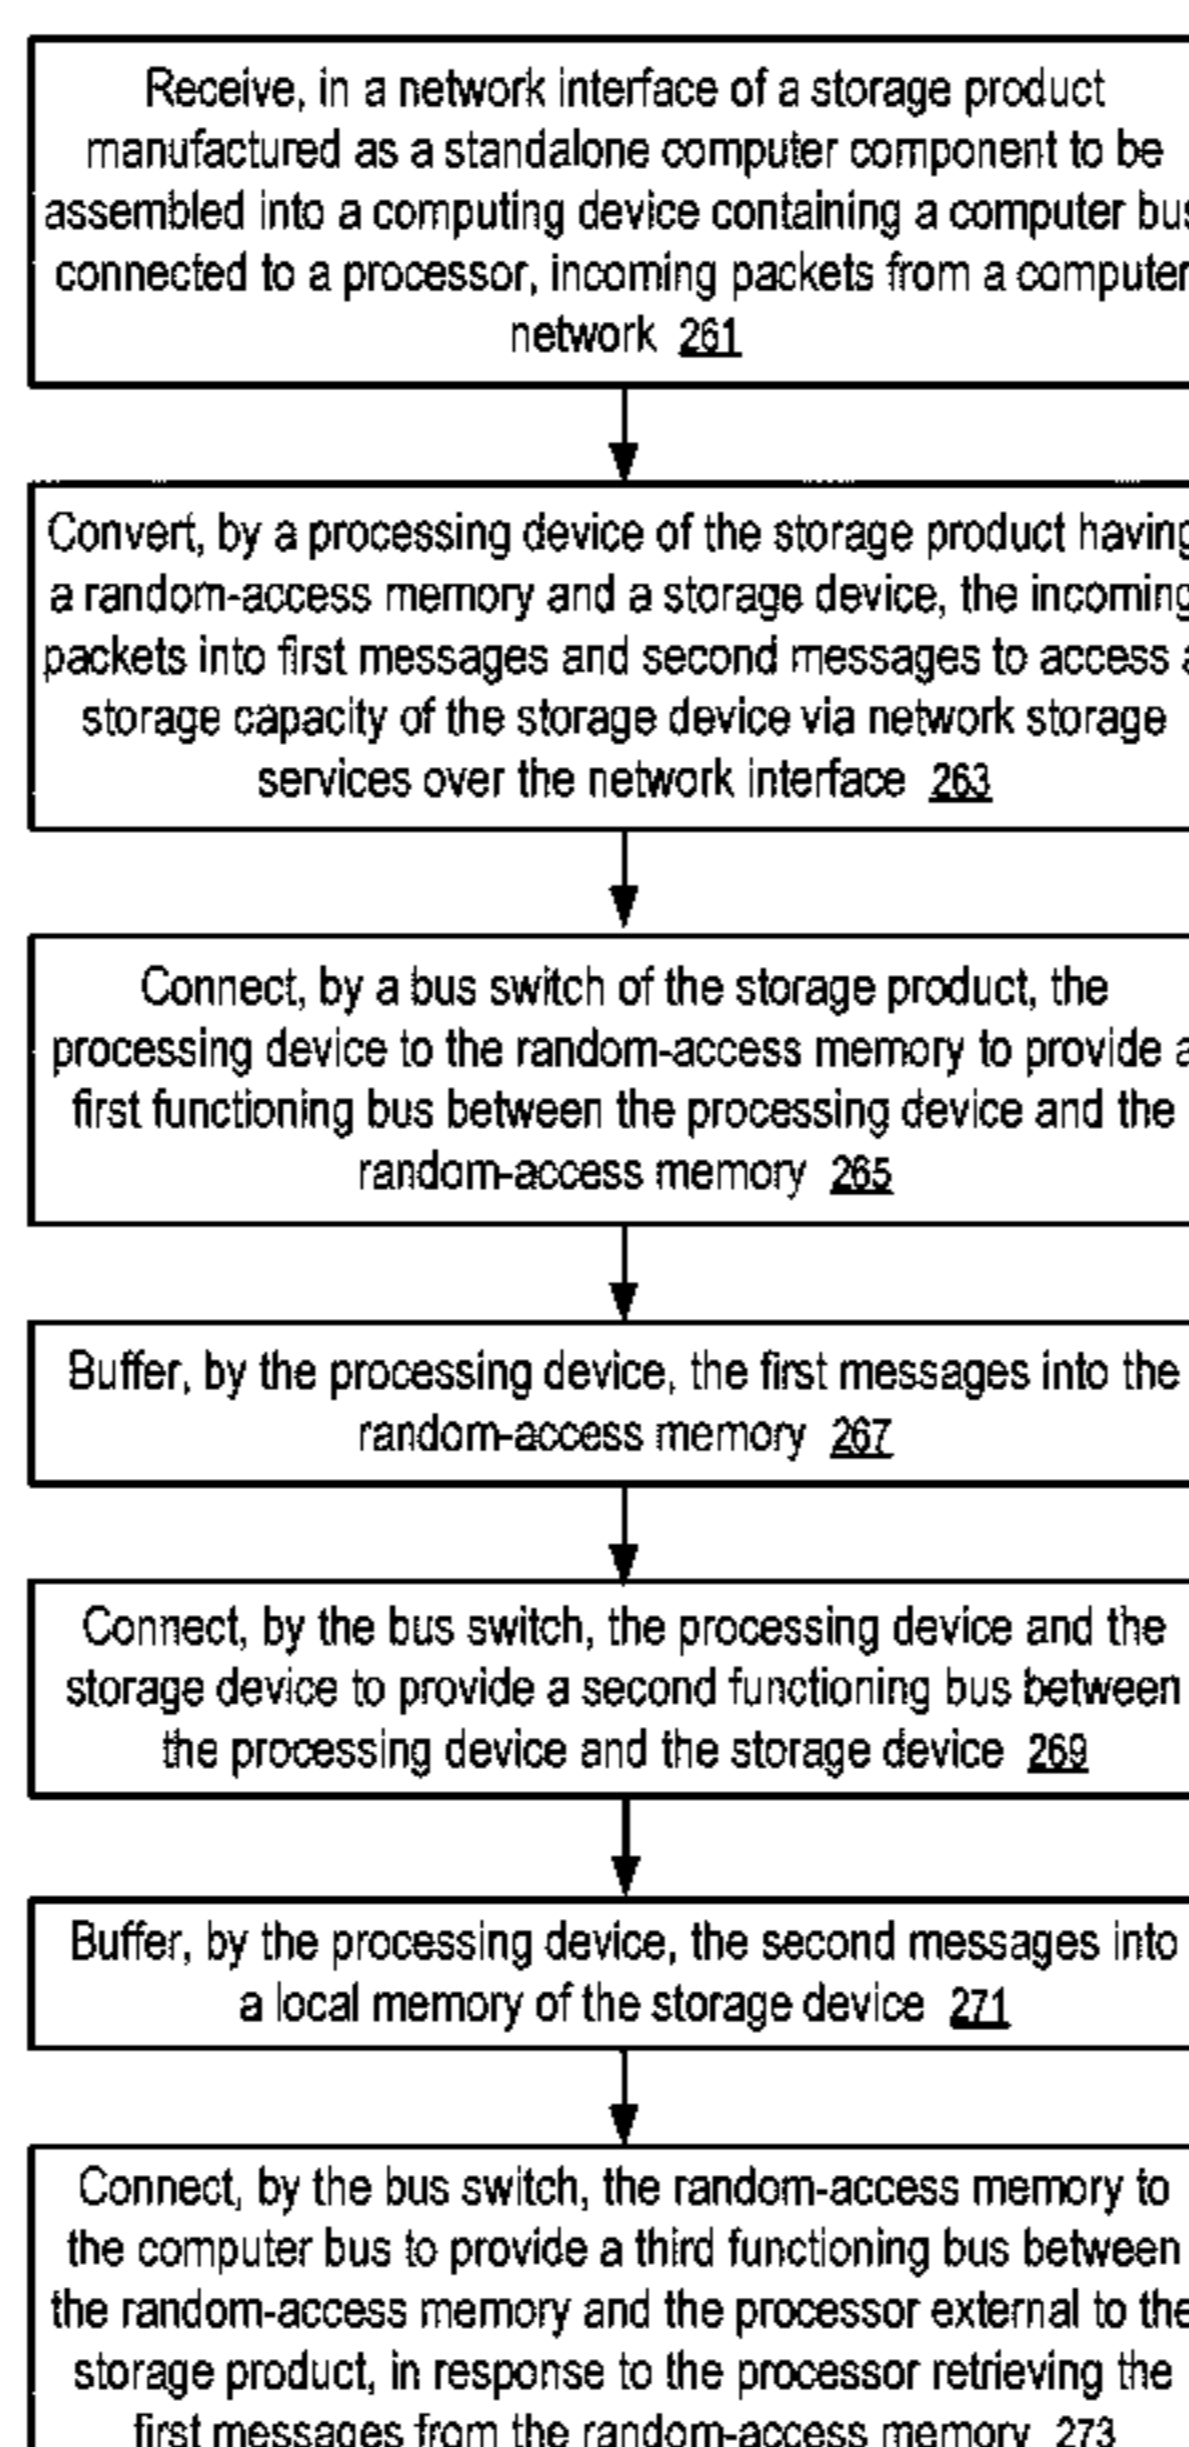 Receive, in a network interface of a storage product
manufactured as a standalone computer component to be
assembled into a computing device containing a computer bus
connected to a processor, incoming packets from a computer
network 261
Convert, by a processing device of the storage product having
a random-access memory and a storage device, the incoming
packets into first messages and second messages to access a
storage capacity of the storage device via network storage
services over the network interface 263
Connect, by a bus switch of the storage product, the
processing device to the random-access memory to provide a
first functioning bus between the processing device and the
random-access memory 265
Buffer, by the processing device, the first messages into the
random-access memory 267
Connect, by the bus switch, the processing device and the
storage device to provide a second functioning bus between
the processing device and the storage device 269
Buffer, by the processing device, the second messages into
a local memory of the storage device 271
Connect, by the bus switch, the random-access memory to
the computer bus to provide a third functioning bus between
the random-access memory and the processor external to the
storage product, in response to the processor retrieving the
first messages from the random-access memory 273